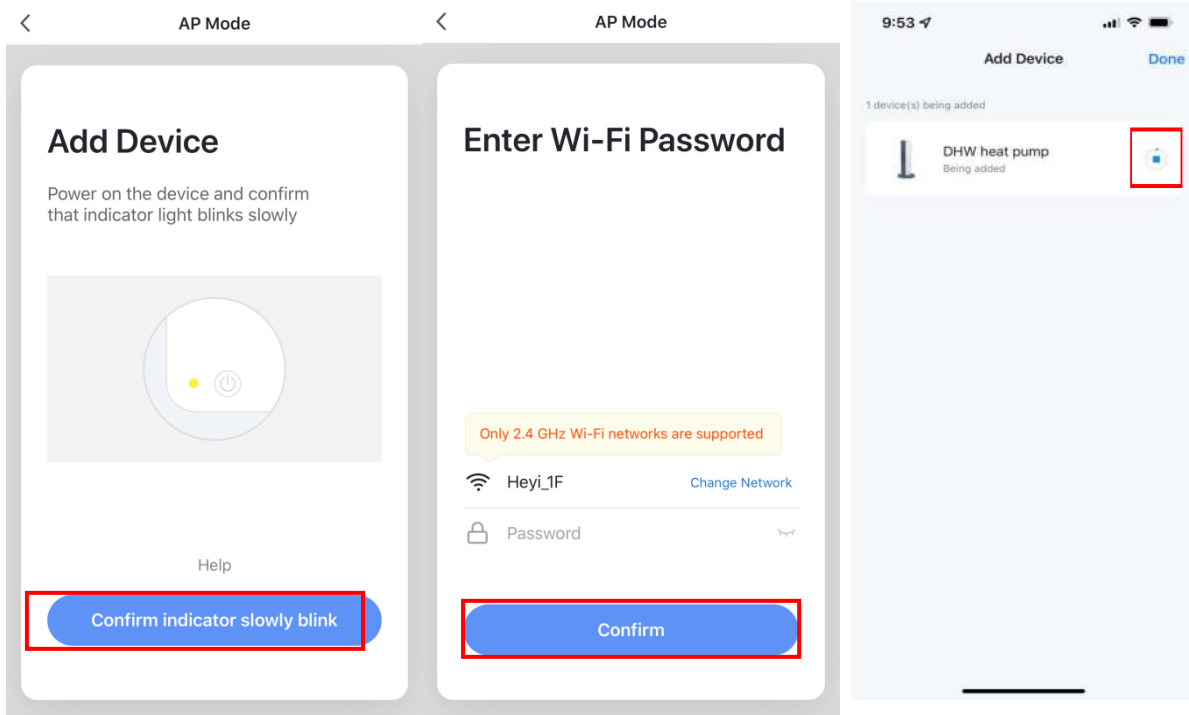 AP Mode
Add Device
Power on the device and confirm
that indicator light blinks slowly
Help
Confirm indicator slowly blink
AP Mode
Enter Wi-Fi Password
Only 2.4 GHz Wi-Fi networks are supported
Heyi_1F
Change Network
Password
Confirm
9:53
Add Device
Done
1 device(s) being added
DHW heat pump
Being added